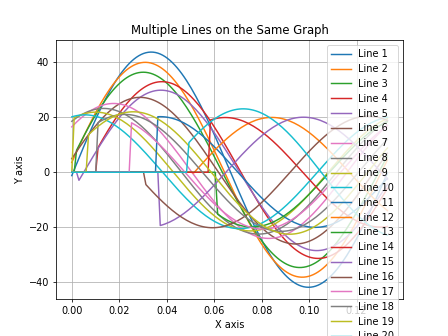 Multiple Lines on the Same Graph
Y axis
40
20
0
−20
−40
0.00
0.02
0.04
0.06
0.08
0.10
X axis
Line 1
Line 2
Line 3
Line 4
Line 5
Line 6
Line 7
Line 8
Line 9
Line 10
Line 11
Line 12
Line 13
Line 14
Line 15
Line 16
Line 17
Line 18
Line 19
Line 20